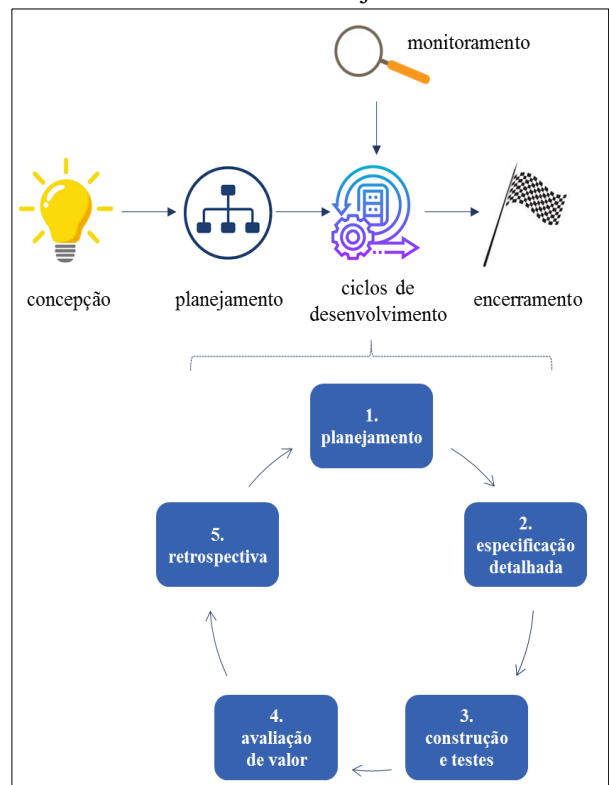 monitoramento
concepção
planejamento
ciclos de
desenvolvimento
encerramento
1.
planejamento
2.
especificação
detalhada
3.
construção
e testes
4.
avaliação
de valor
5.
retrospectiva